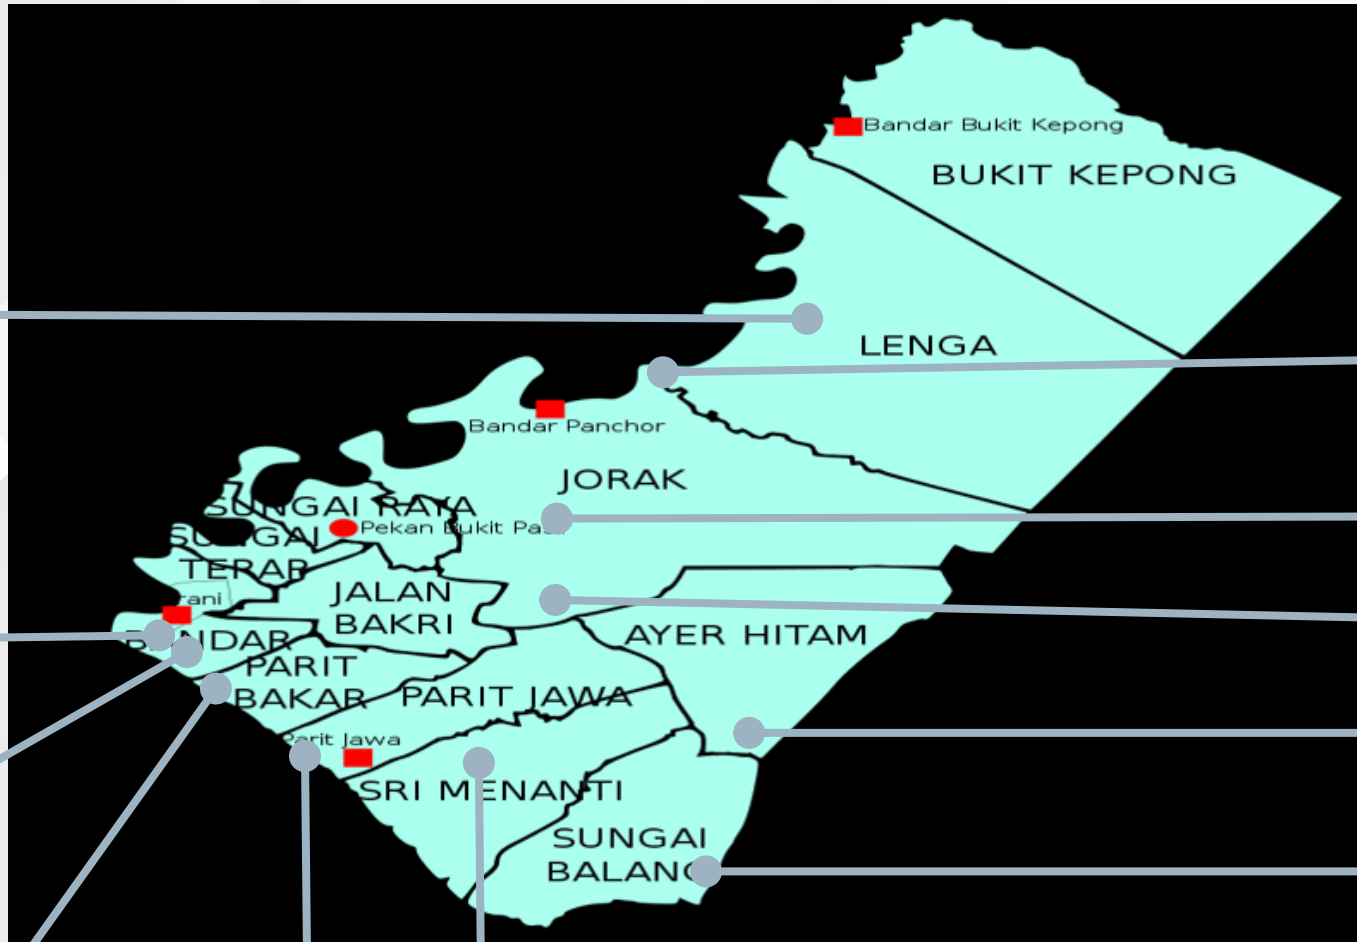 Bandar Bukit Kepong
BUKIT KEPONG
LENGA
Bandar Panchor
JORAK
SUNGAI RAYA
Pekan Bukit
SUNGAI
TERAP
JALAN
BAKRI
AYER HITAM
PARIT
BAKAR
PARIT JAWA
Parit Jawa
SRI MENANTI
SUNGAI